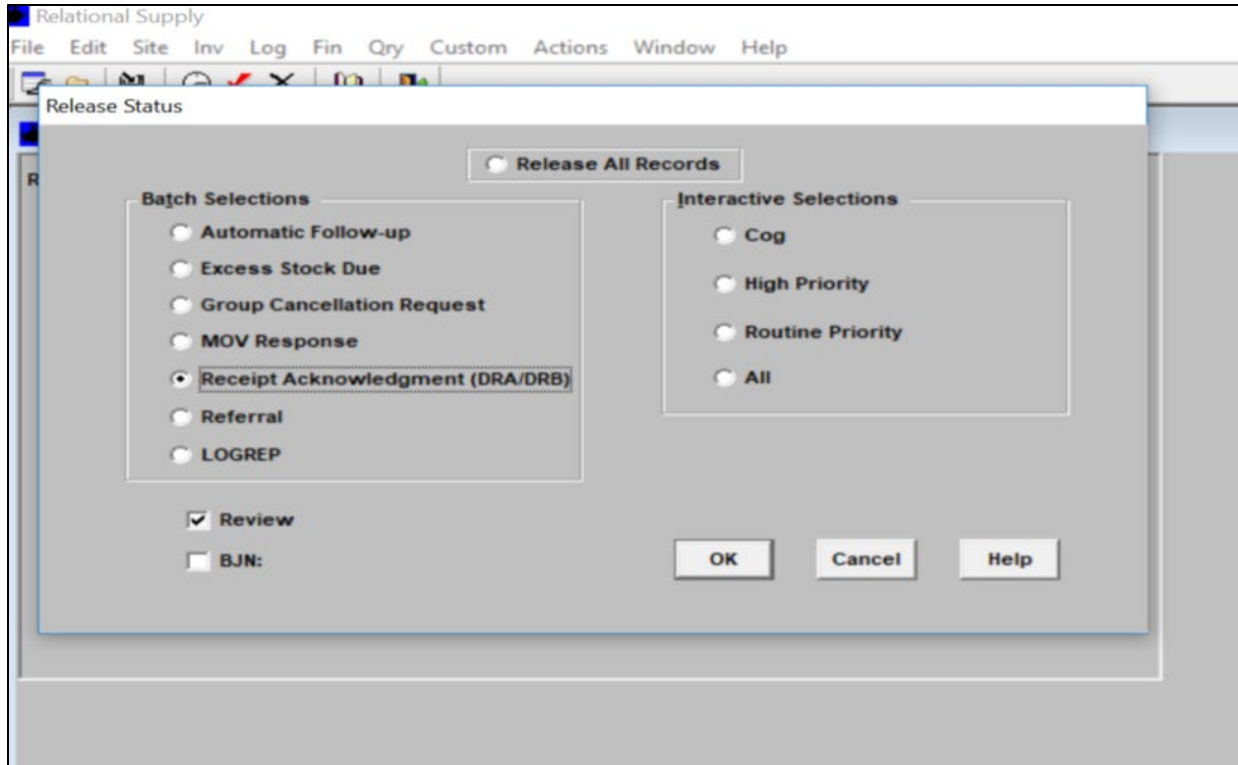 Relational Supply
File Edit Site Inv Log Fin Qry Custom Actions Window Help
Release Status
Release All Records
Batch Selections
Automatic Follow-up
Excess Stock Due
Group Cancellation Request
MOV Response
Receipt Acknowledgment (DRA/DRB)
Referral
LOGREP
Interactive Selections
Cog
High Priority
Routine Priority
All
Review
BJN:
OK Cancel Help
R